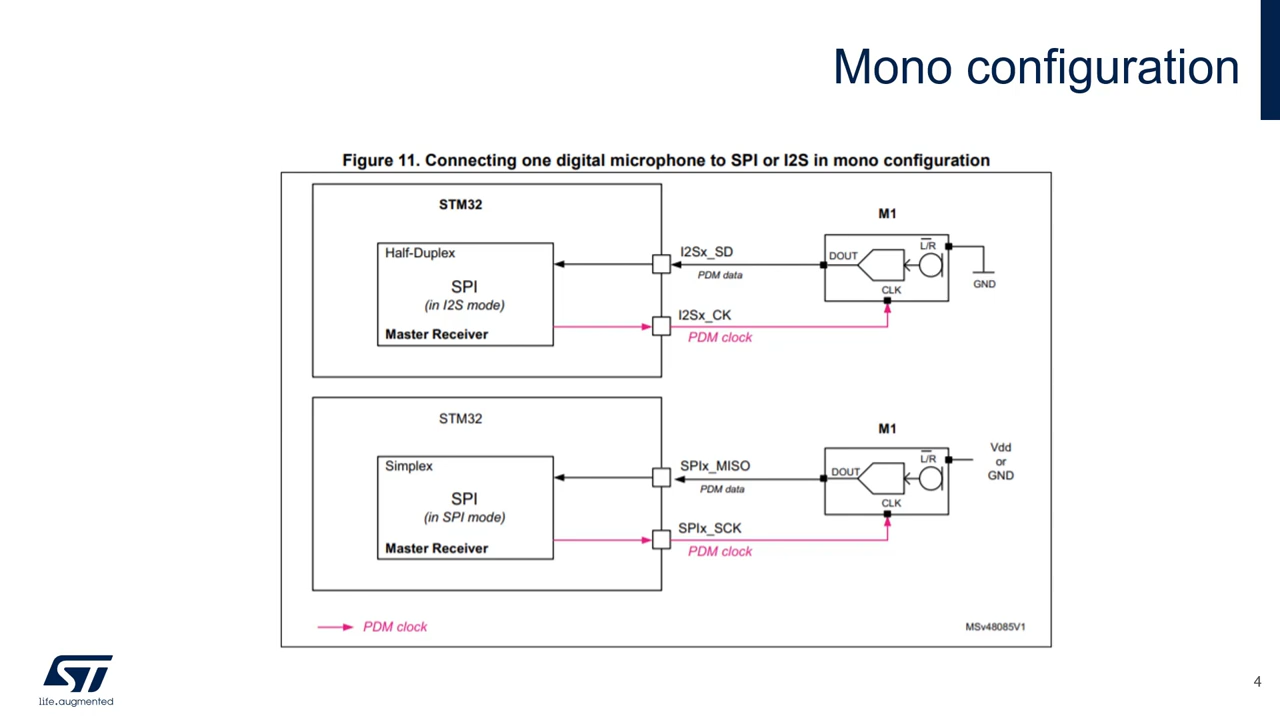 Mono configuration
Figure 11. Connecting one digital microphone to SPI or I2S in mono configuration
STM32
M1
Half-Duplex
SPI
(in I2S mode)
Master Receiver
I2Sx_SD
PDM data
I2Sx_CK
PDM clock
DOUT
L/R
CLK
GND
STM32
M1
Simplex
SPI
(in SPI mode)
Master Receiver
SPIx_MISO
PDM data
SPIx_SCK
PDM clock
DOUT
L/R
CLK
Vdd
or
GND
PDM clock
MSv48085V1
ST
life.augmented
4